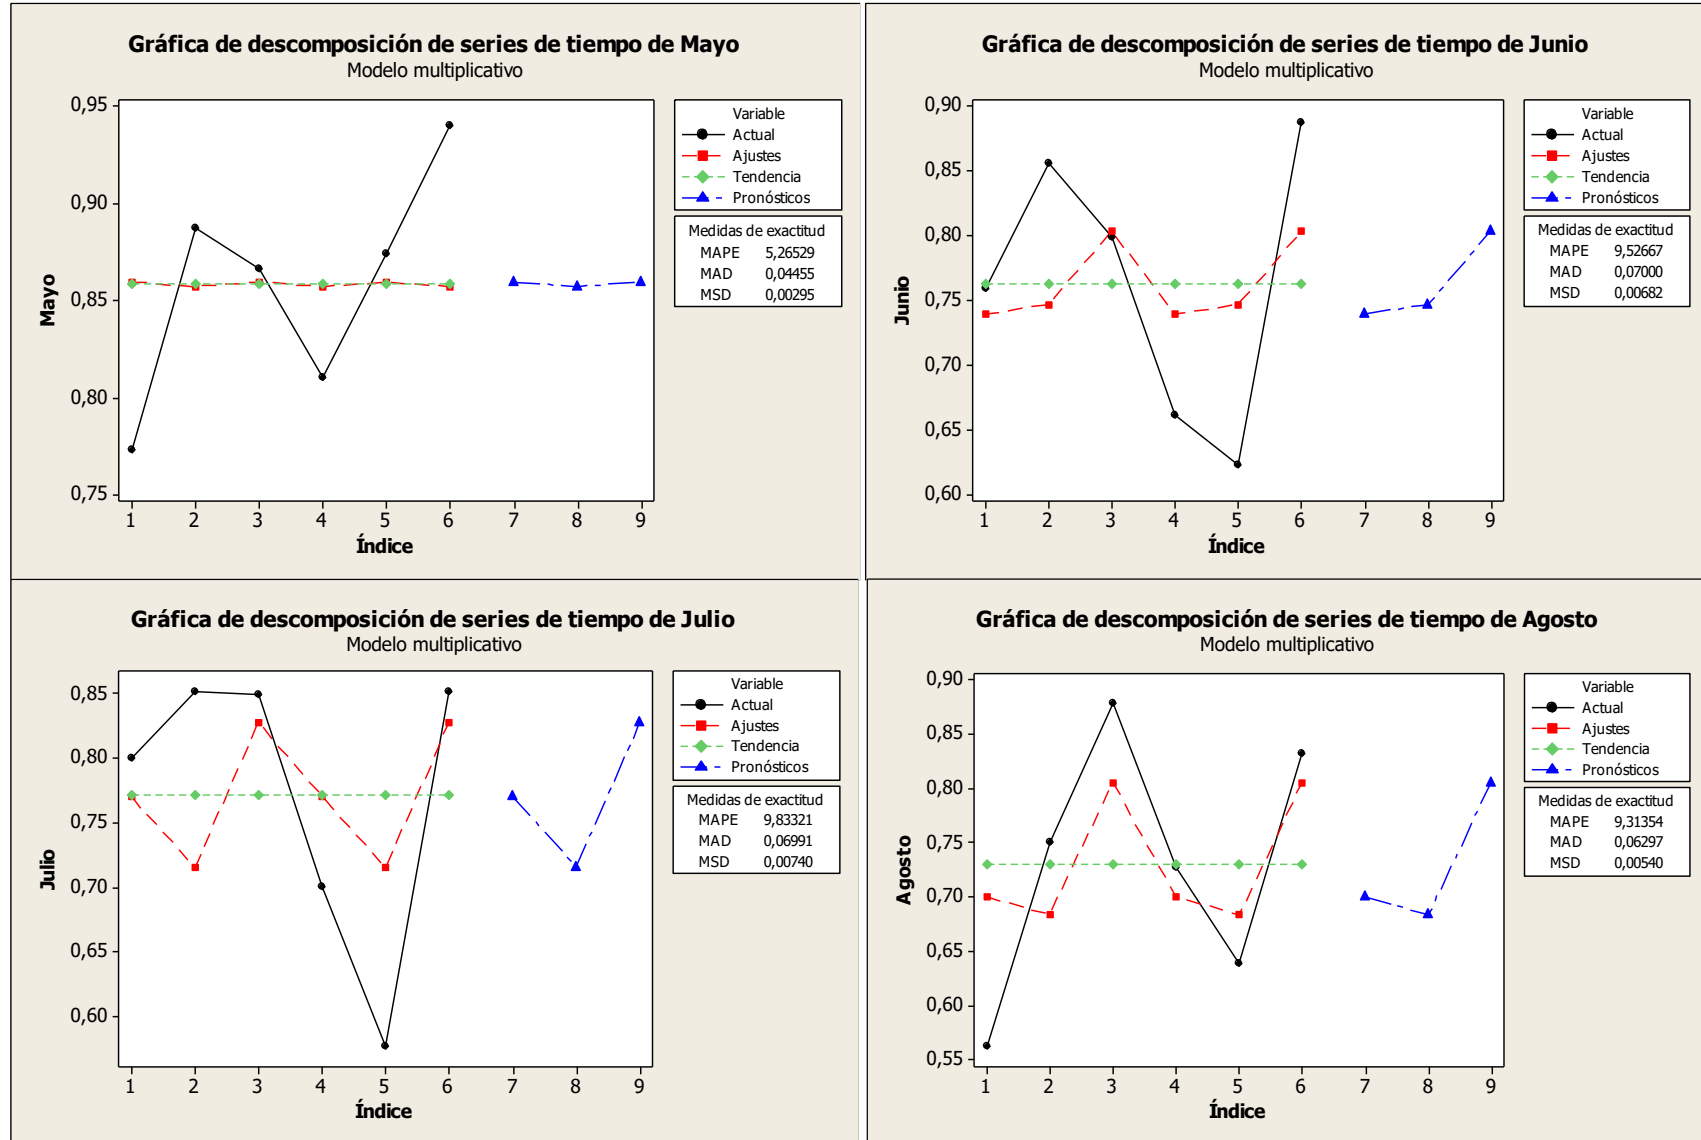 Gráfica de descomposición de series de tiempo de Mayo
Modelo multiplicativo
0,95
0,90
0,85
0,80
0,75
Mayo
1 2 3 4 5 6 7 8 9
Índice
Variable
Actual
Ajustes
Tendencia
Pronósticos
Medidas de exactitud
MAPE 5,26529
MAD 0,04455
MSD 0,00295
Gráfica de descomposición de series de tiempo de Junio
Modelo multiplicativo
0,90
0,85
0,80
0,75
0,70
0,65
0,60
Junio
1 2 3 4 5 6 7 8 9
Índice
Variable
Actual
Ajustes
Tendencia
Pronósticos
Medidas de exactitud
MAPE 9,52667
MAD 0,07000
MSD 0,00682
Gráfica de descomposición de series de tiempo de Julio
Modelo multiplicativo
0,85
0,80
0,75
0,70
0,65
0,60
Julio
1 2 3 4 5 6 7 8 9
Índice
Variable
Actual
Ajustes
Tendencia
Pronósticos
Medidas de exactitud
MAPE 9,83321
MAD 0,06991
MSD 0,00740
Gráfica de descomposición de series de tiempo de Agosto
Modelo multiplicativo
0,90
0,85
0,80
0,75
0,70
0,65
0,60
0,55
Agosto
1 2 3 4 5 6 7 8 9
Índice
Variable
Actual
Ajustes
Tendencia
Pronósticos
Medidas de exactitud
MAPE 9,31354
MAD 0,06297
MSD 0,00540